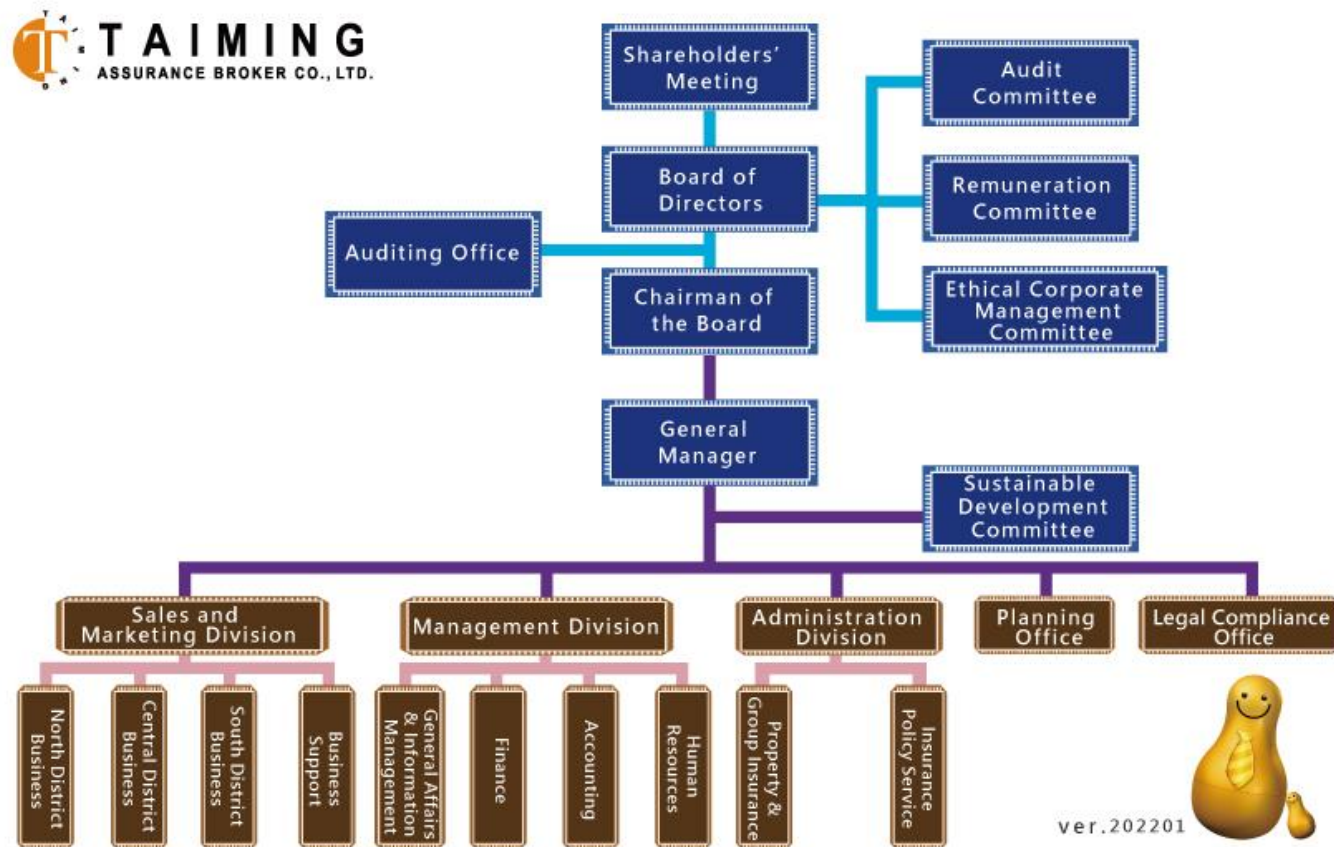 TAIMING
ASSURANCE BROKER CO., LTD.
Shareholders'
Meeting
Audit
Committee
Board of
Directors
Remuneration
Committee
Auditing Office
Chairman of
the Board
Ethical Corporate
Management
Committee
General
Manager
Sustainable
Development
Committee
Sales and
Marketing Division
Management Division
Administration
Division
Planning
Office
Legal Compliance
Office
North District
Business
Central District
Business
South District
Business
Business
Support
General Affairs
& Information
Management
Finance
Accounting
Human
Resources
Property &
Group Insurance
Insurance
Policy Service
ver.202201